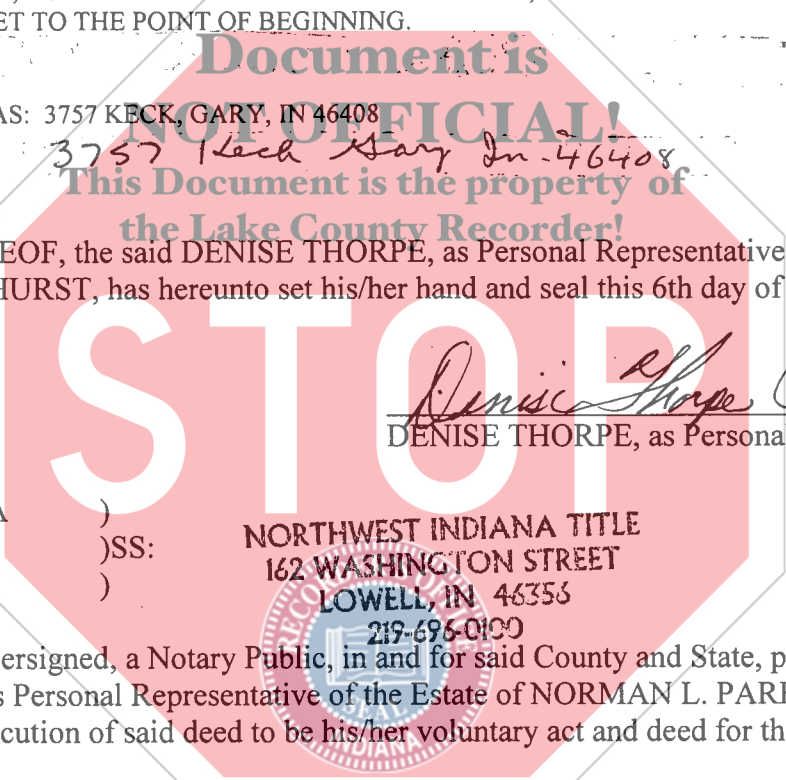 ET TO THE POINT OF BEGINNING.
Document is
AS: 3757 KECK, GARY, IN 46408
NOT OFFICIAL!
3757 Keck Gary In-46408
This Document is the property of
the Lake County Recorder!
EOF, the said DENISE THORPE, as Personal Representative
HURST, has hereunto set his/her hand and seal this 6th day of
STOP
Denise Thorpe
DENISE THORPE, as Persona
A )
)SS:
)
NORTHWEST INDIANA TITLE
162 WASHINGTON STREET
LOWELL, IN 46356
219-696-0100
ersigned, a Notary Public, in and for said County and State, p
s Personal Representative of the Estate of NORMAN L. PAR
cution of said deed to be his/her voluntary act and deed for th
SEAL
INDIANA